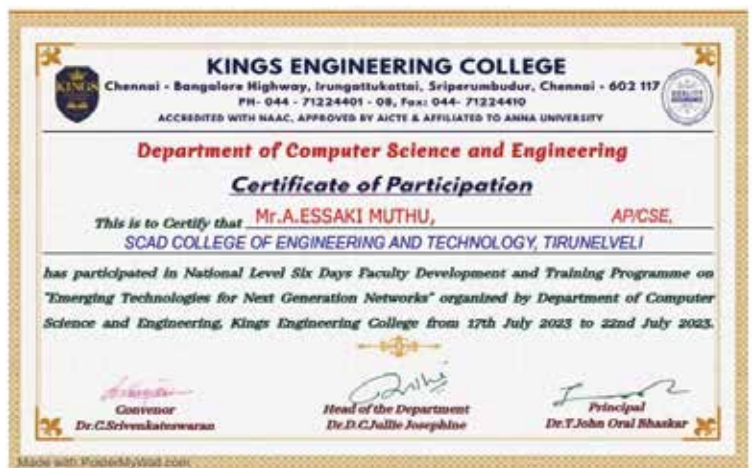 KINGS ENGINEERING COLLEGE
KINGS
Chennai - Bangalore Highway, Irungattukottai, Sriperumbudur, Chennai - 602 117
PH- 044 - 71224401 - 08, Fax: 044- 71224410
ACCREDITED WITH NAAC, APPROVED BY AICTE & AFFILIATED TO ANNA UNIVERSITY
Department of Computer Science and Engineering
Certificate of Participation
This is to Certify that Mr.A.ESSAKI MUTHU, AP/CSE,
SCAD COLLEGE OF ENGINEERING AND TECHNOLOGY, TIRUNELVELI
has participated in National Level Six Days Faculty Development and Training Programme on
"Emerging Technologies for Next Generation Networks" organized by Department of Computer
Science and Engineering, Kings Engineering College from 17th July 2023 to 22nd July 2023.
Convenor Head of the Department Principal
Dr.C.Srivenkateswaran Dr.D.C.Jullie Josephine Dr.T.John Oral Bhaskar
Made with PosterMyWall.com